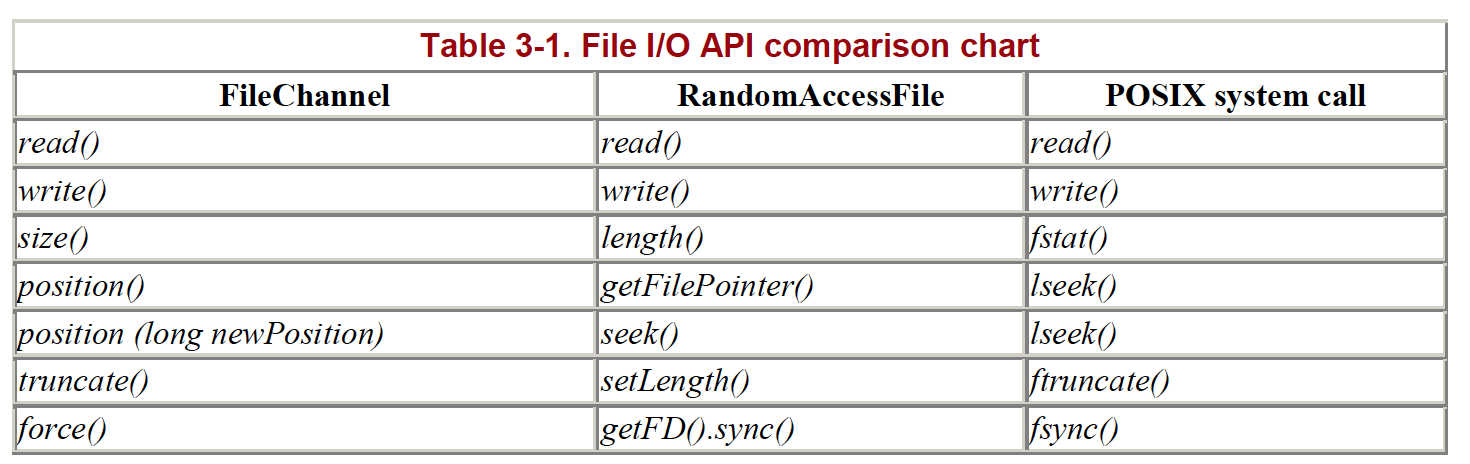 Table 3-1. File I/O API comparison chart
FileChannel RandomAccessFile POSIX system call
read() read() read()
write() write() write()
size() length() fstat()
position() getFilePointer() lseek()
position (long newPosition) seek() lseek()
truncate() setLength() ftruncate()
force() getFD().sync() fsync()